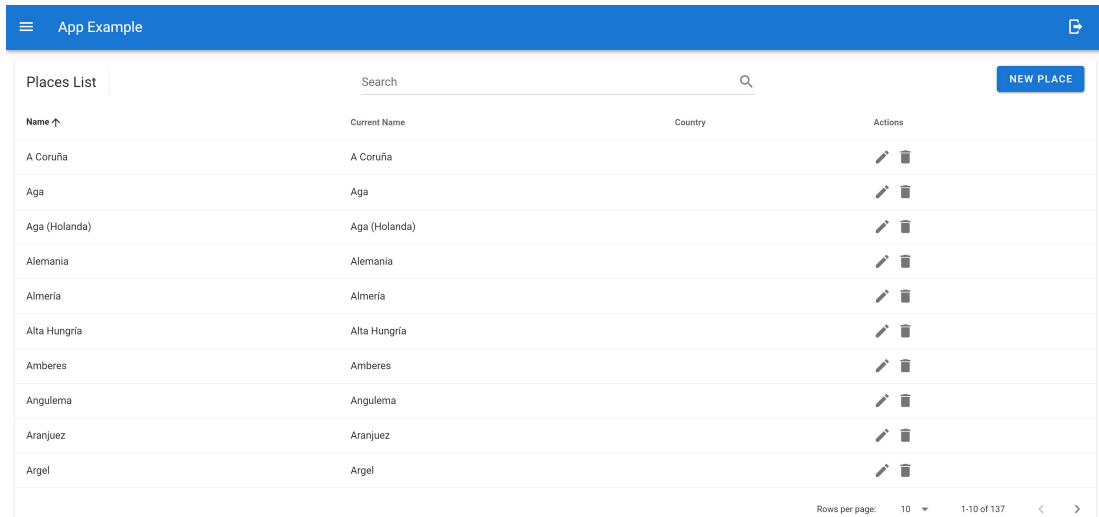 App Example
Places List Search NEW PLACE
Name Current Name Country Actions
A Coruña A Coruña
Aga Aga
Aga (Holanda) Aga (Holanda)
Alemania Alemania
Almería Almería
Alta Hungría Alta Hungría
Amberes Amberes
Angulema Angulema
Aranjuez Aranjuez
Argel Argel
Rows per page: 10 1-10 of 137